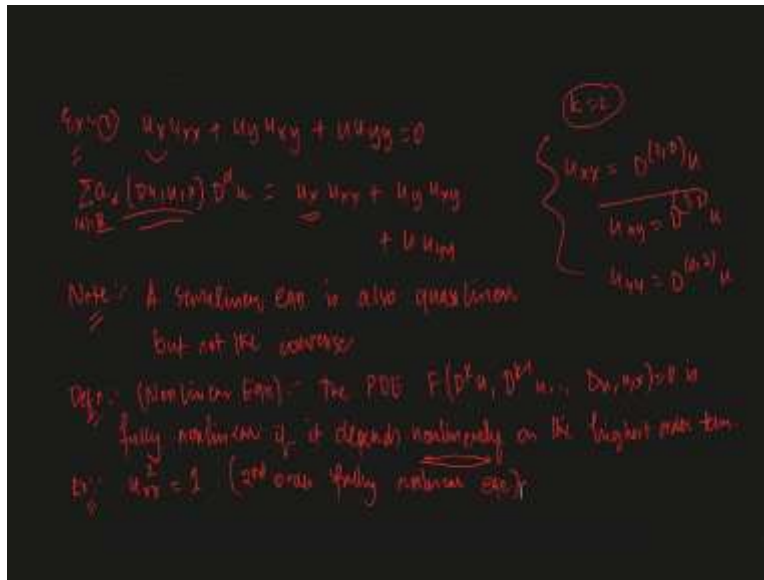 Ex:- ① u_x u_xx + u_y u_xy + u u_yy = 0
k=2
Σ_{|α|=2} a_α (Du, u, x) D^α u = u_x u_xx + u_y u_xy
+ u u_yy
u_xx = D^(2,0) u
u_xy = D^(1,1) u
u_yy = D^(0,2) u
Note:- A semilinear eqn is also quasilinear
but not the converse
Defn:- (Nonlinear Eqn):- The PDE F(D^k u, D^{k-1} u, .., Du, u, x)=0 is
fully nonlinear if it depends nonlinearly on the highest order term.
Ex:- u_xx^2 = 1 (2nd order fully nonlinear eqn)